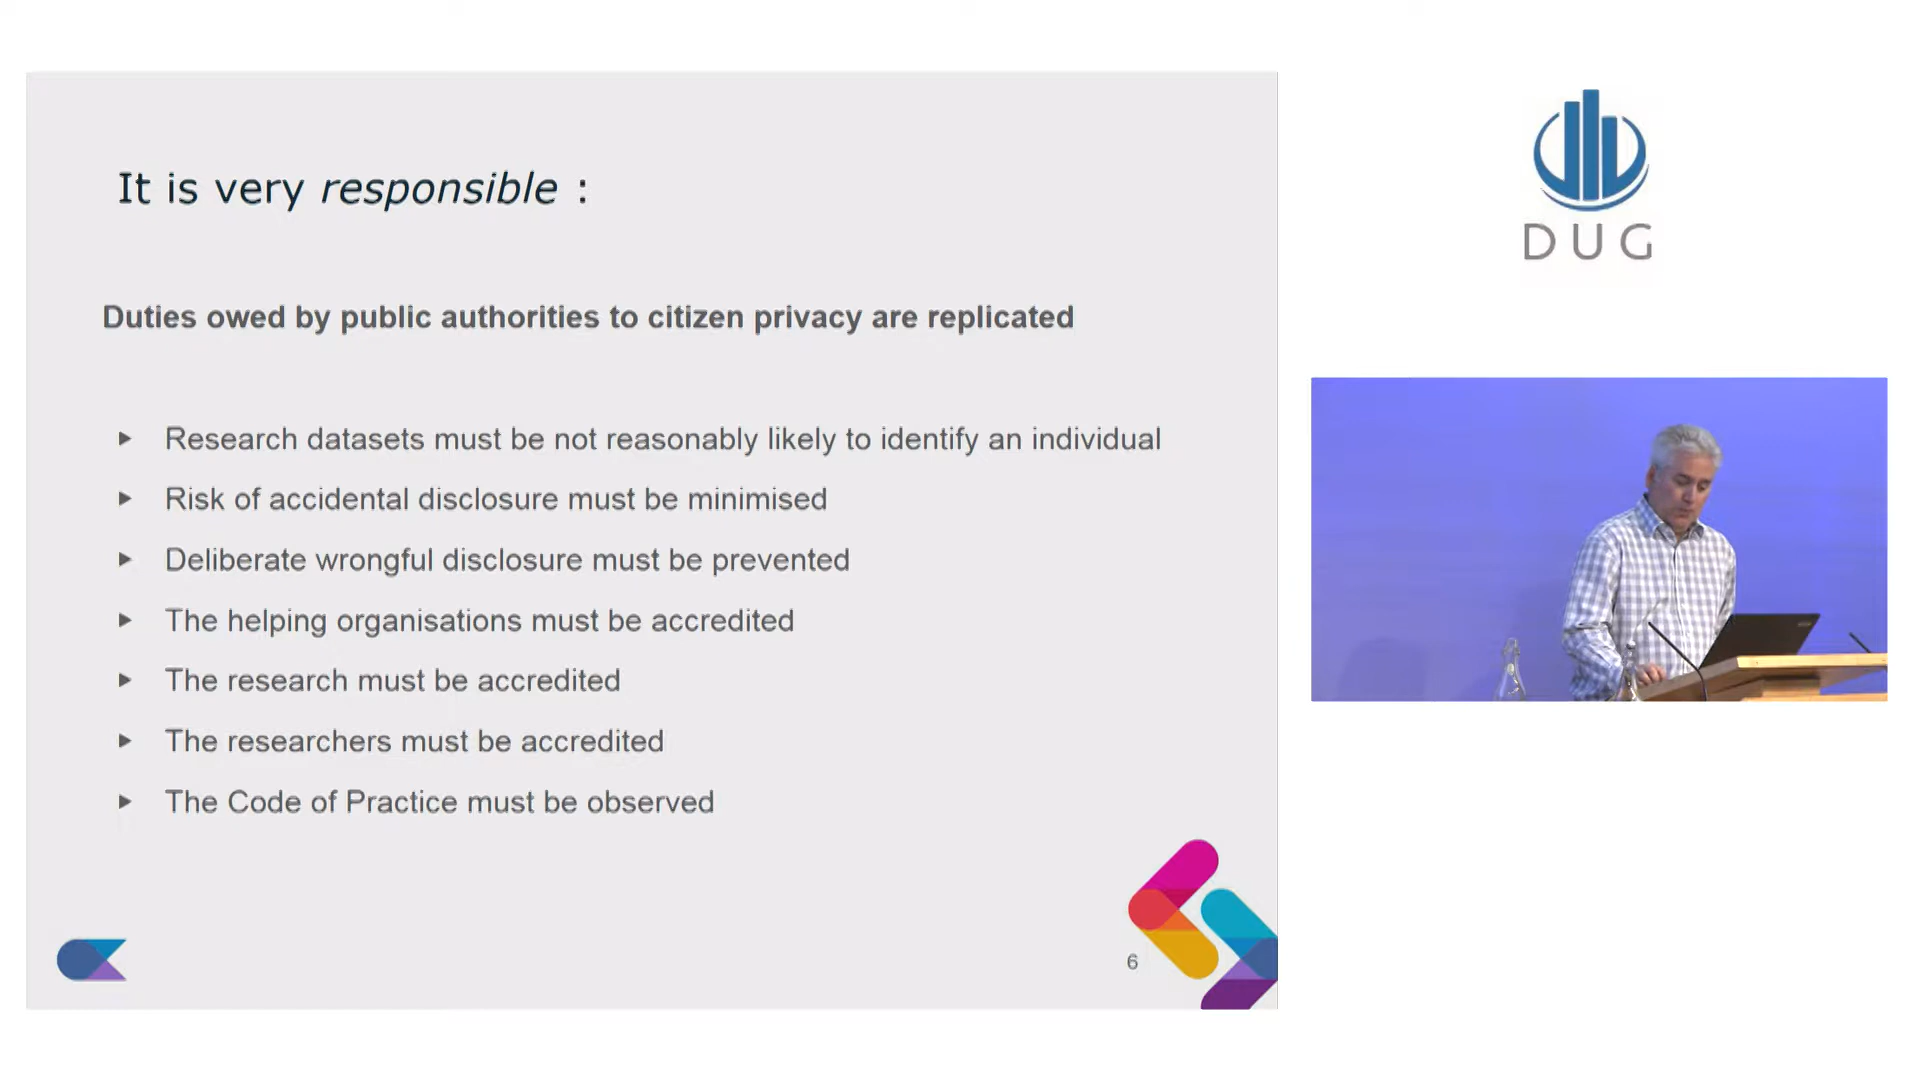 It is very responsible :
Duties owed by public authorities to citizen privacy are replicated
Research datasets must be not reasonably likely to identify an individual
Risk of accidental disclosure must be minimised
Deliberate wrongful disclosure must be prevented
The helping organisations must be accredited
The research must be accredited
The researchers must be accredited
The Code of Practice must be observed
6
DUG